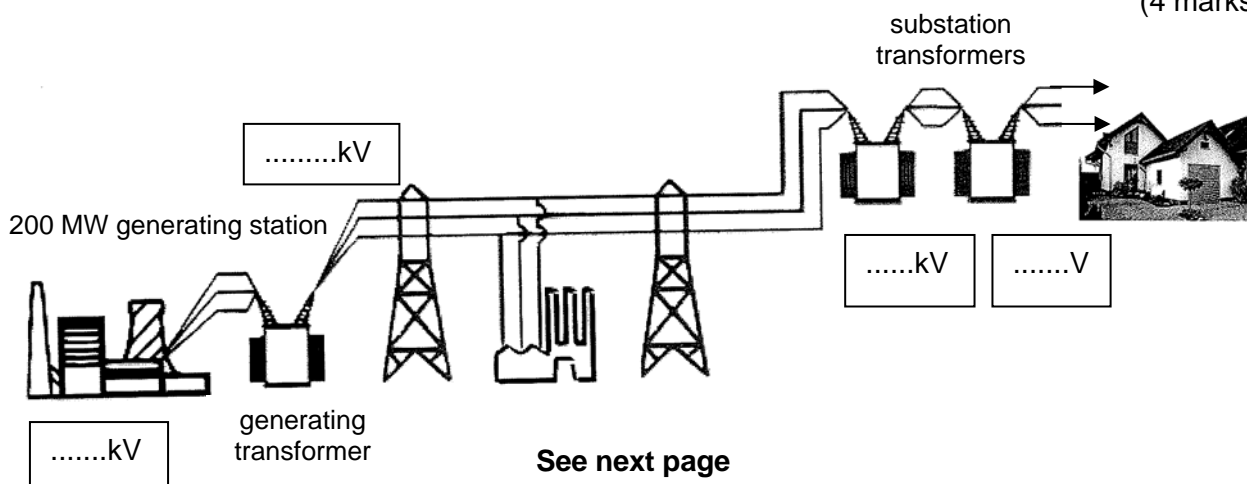 (4 marks
substation
transformers
.........kV
200 MW generating station
......kV
.......V
generating
transformer
.......kV
See next page